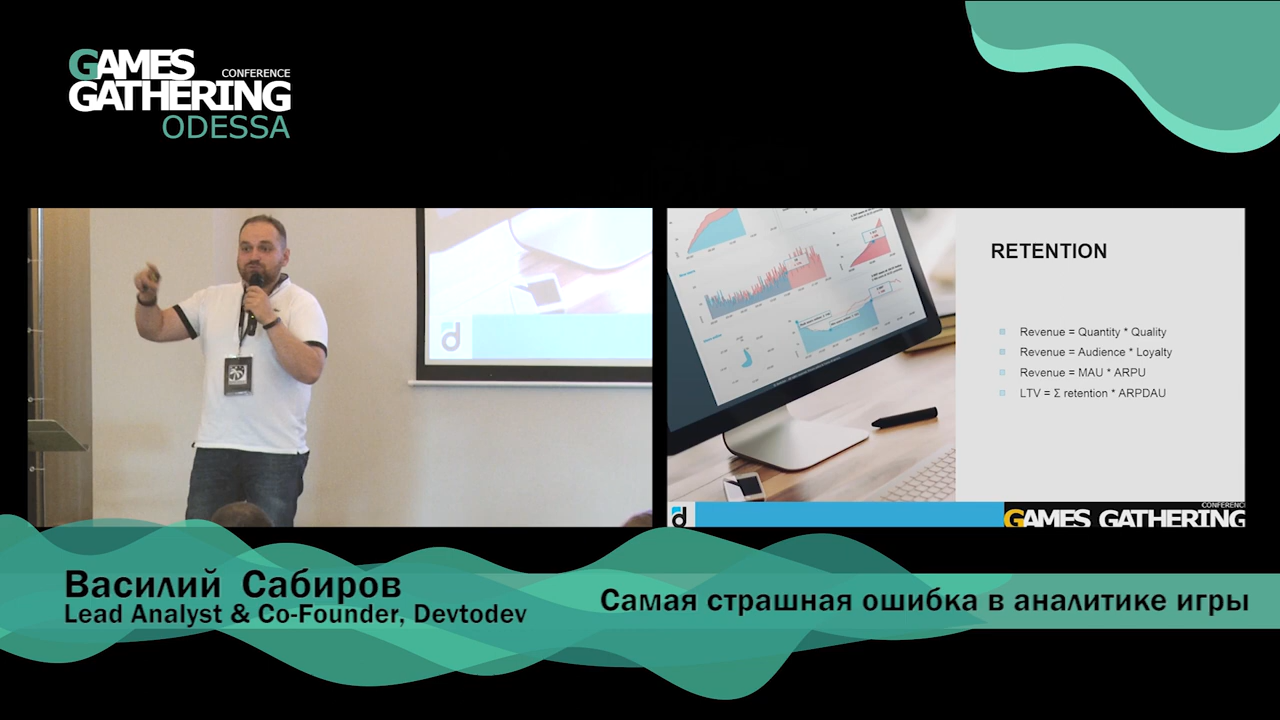 GAMES
CONFERENCE
GATHERING
ODESSA
RETENTION
Revenue = Quantity * Quality
Revenue = Audience * Loyalty
Revenue = MAU * ARPU
LTV = Σ retention * ARPDAU
d
d
CONFERENCE
GAMES GATHERING
Василий Сабиров
Lead Analyst & Co-Founder, Devtodev
Самая страшная ошибка в аналитике игры